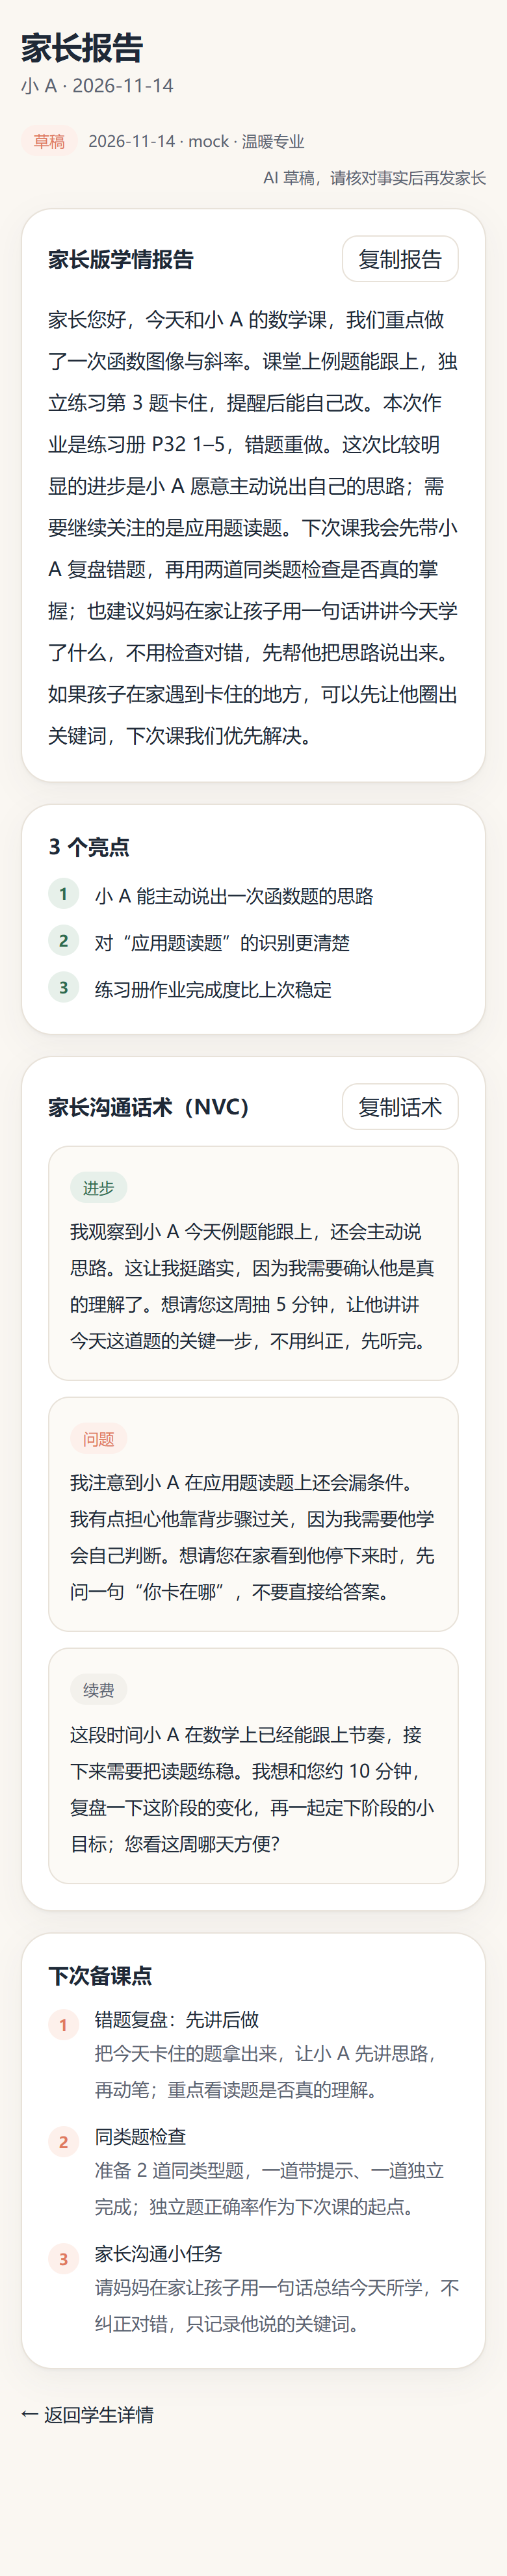 家长报告
小 A · 2026-11-14
草稿 2026-11-14 · mock · 温暖专业
AI 草稿，请核对事实后再发家长
家长版学情报告
复制报告
家长您好，今天和小 A 的数学课，我们重点做
了一次函数图像与斜率。课堂上例题能跟上，独
立练习第 3 题卡住，提醒后能自己改。本次作
业是练习册 P32 1–5，错题重做。这次比较明
显的进步是小 A 愿意主动说出自己的思路；需
要继续关注的是应用题读题。下次课我会先带小
A 复盘错题，再用两道同类题检查是否真的掌
握；也建议妈妈在家让孩子用一句话讲讲今天学
了什么，不用检查对错，先帮他把思路说出来。
如果孩子在家遇到卡住的地方，可以先让他圈出
关键词，下次课我们优先解决。
3 个亮点
1 小 A 能主动说出一次函数题的思路
2 对“应用题读题”的识别更清楚
3 练习册作业完成度比上次稳定
家长沟通话术（NVC）
复制话术
进步
我观察到小 A 今天例题能跟上，还会主动说
思路。这让我挺踏实，因为我需要确认他是真
的理解了。想请您这周抽 5 分钟，让他讲讲
今天这道题的关键一步，不用纠正，先听完。
问题
我注意到小 A 在应用题读题上还会漏条件。
我有点担心他靠背步骤过关，因为我需要他学
会自己判断。想请您在家看到他停下来时，先
问一句“你卡在哪”，不要直接给答案。
续费
这段时间小 A 在数学上已经能跟上节奏，接
下来需要把读题练稳。我想和您约 10 分钟，
复盘一下这阶段的变化，再一起定下阶段的小
目标；您看这周哪天方便？
下次备课点
1 错题复盘：先讲后做
把今天卡住的题拿出来，让小 A 先讲思路，
再动笔；重点看读题是否真的理解。
2 同类题检查
准备 2 道同类型题，一道带提示、一道独立
完成；独立题正确率作为下次课的起点。
3 家长沟通小任务
请妈妈在家让孩子用一句话总结今天所学，不
纠正对错，只记录他说的关键词。
← 返回学生详情